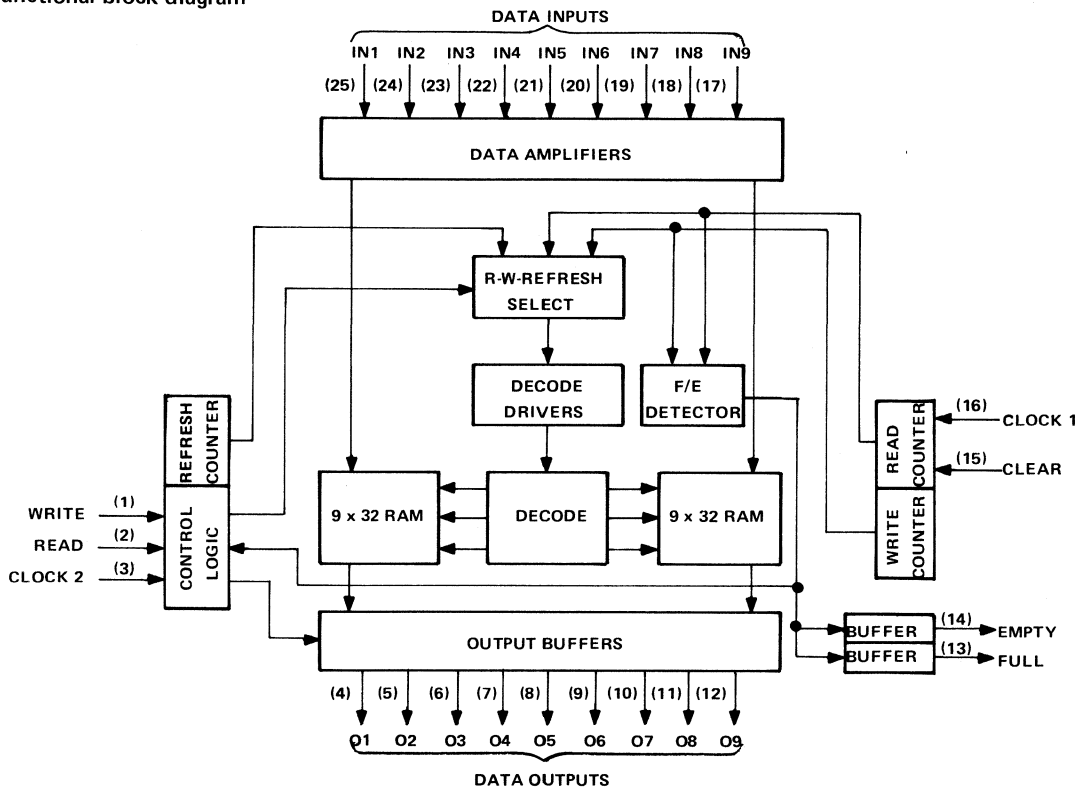 functional block diagram
DATA INPUTS
IN1 IN2 IN3 IN4 IN5 IN6 IN7 IN8 IN9
(25) (24) (23) (22) (21) (20) (19) (18) (17)
DATA AMPLIFIERS
R-W-REFRESH
SELECT
DECODE
DRIVERS
F/E
DETECTOR
REFRESH
COUNTER
READ
COUNTER
(16)
CLOCK 1
(15)
CLEAR
WRITE
COUNTER
CONTROL
LOGIC
WRITE
(1)
READ
(2)
CLOCK 2
(3)
9 x 32 RAM
DECODE
9 x 32 RAM
OUTPUT BUFFERS
BUFFER
(14)
EMPTY
BUFFER
(13)
FULL
(4) (5) (6) (7) (8) (9) (10) (11) (12)
O1 O2 O3 O4 O5 O6 O7 O8 O9
DATA OUTPUTS